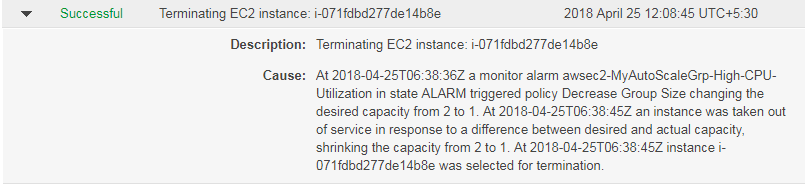 Successful Terminating EC2 instance: i-071fdbd277de14b8e 2018 April 25 12:08:45 UTC+5:30
Description: Terminating EC2 instance: i-071fdbd277de14b8e
Cause: At 2018-04-25T06:38:36Z a monitor alarm awsec2-MyAutoScaleGrp-High-CPU-
Utilization in state ALARM triggered policy Decrease Group Size changing the
desired capacity from 2 to 1. At 2018-04-25T06:38:45Z an instance was taken out
of service in response to a difference between desired and actual capacity,
shrinking the capacity from 2 to 1. At 2018-04-25T06:38:45Z instance i-
071fdbd277de14b8e was selected for termination.